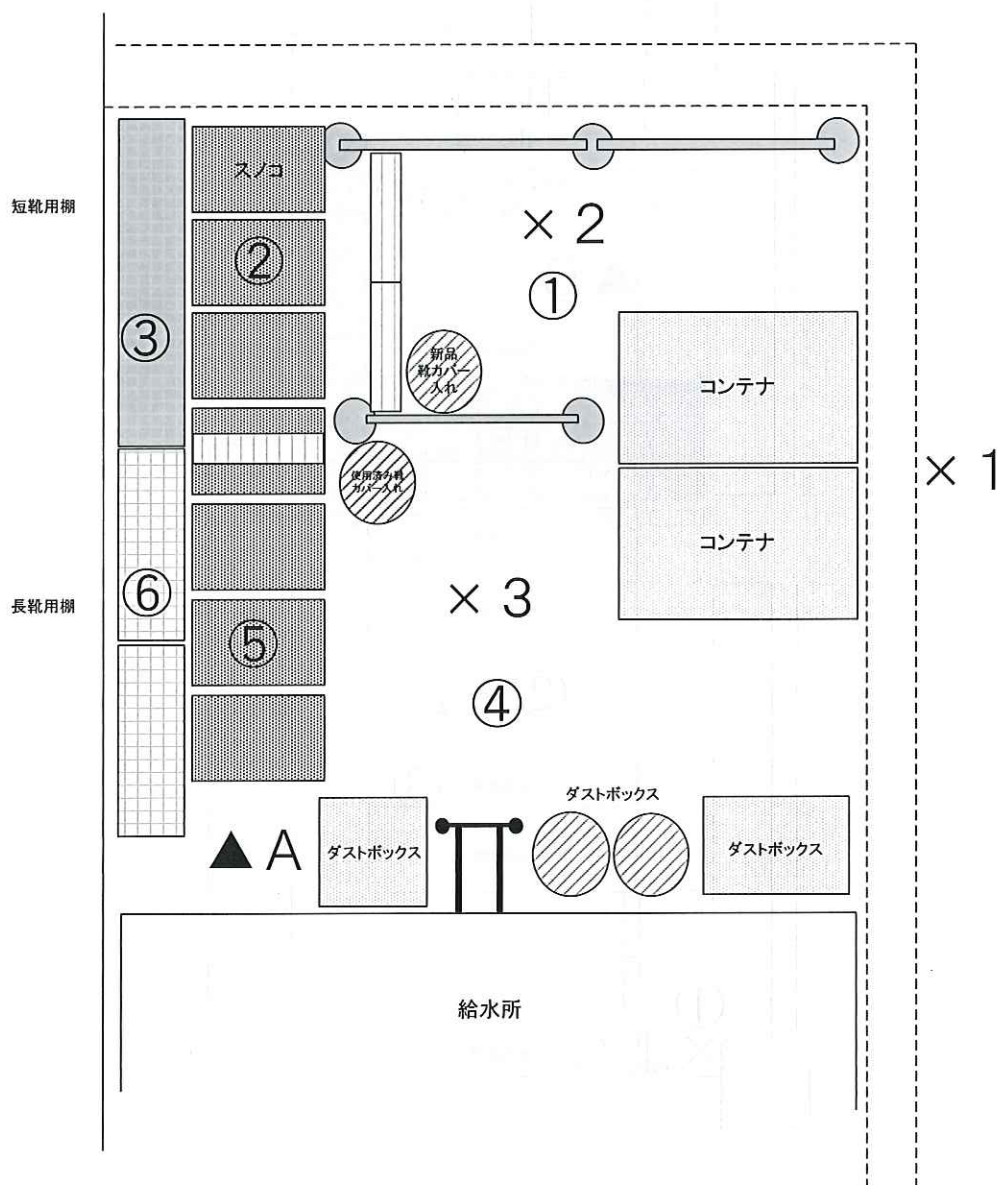 スノコ
短靴用棚
× 2
②
①
③
新品
靴カバー
入れ
コンテナ
使用済み靴
カバー入れ
× 1
コンテナ
⑥
× 3
長靴用棚
⑤
④
ダストボックス
▲ A
ダストボックス
ダストボックス
給水所